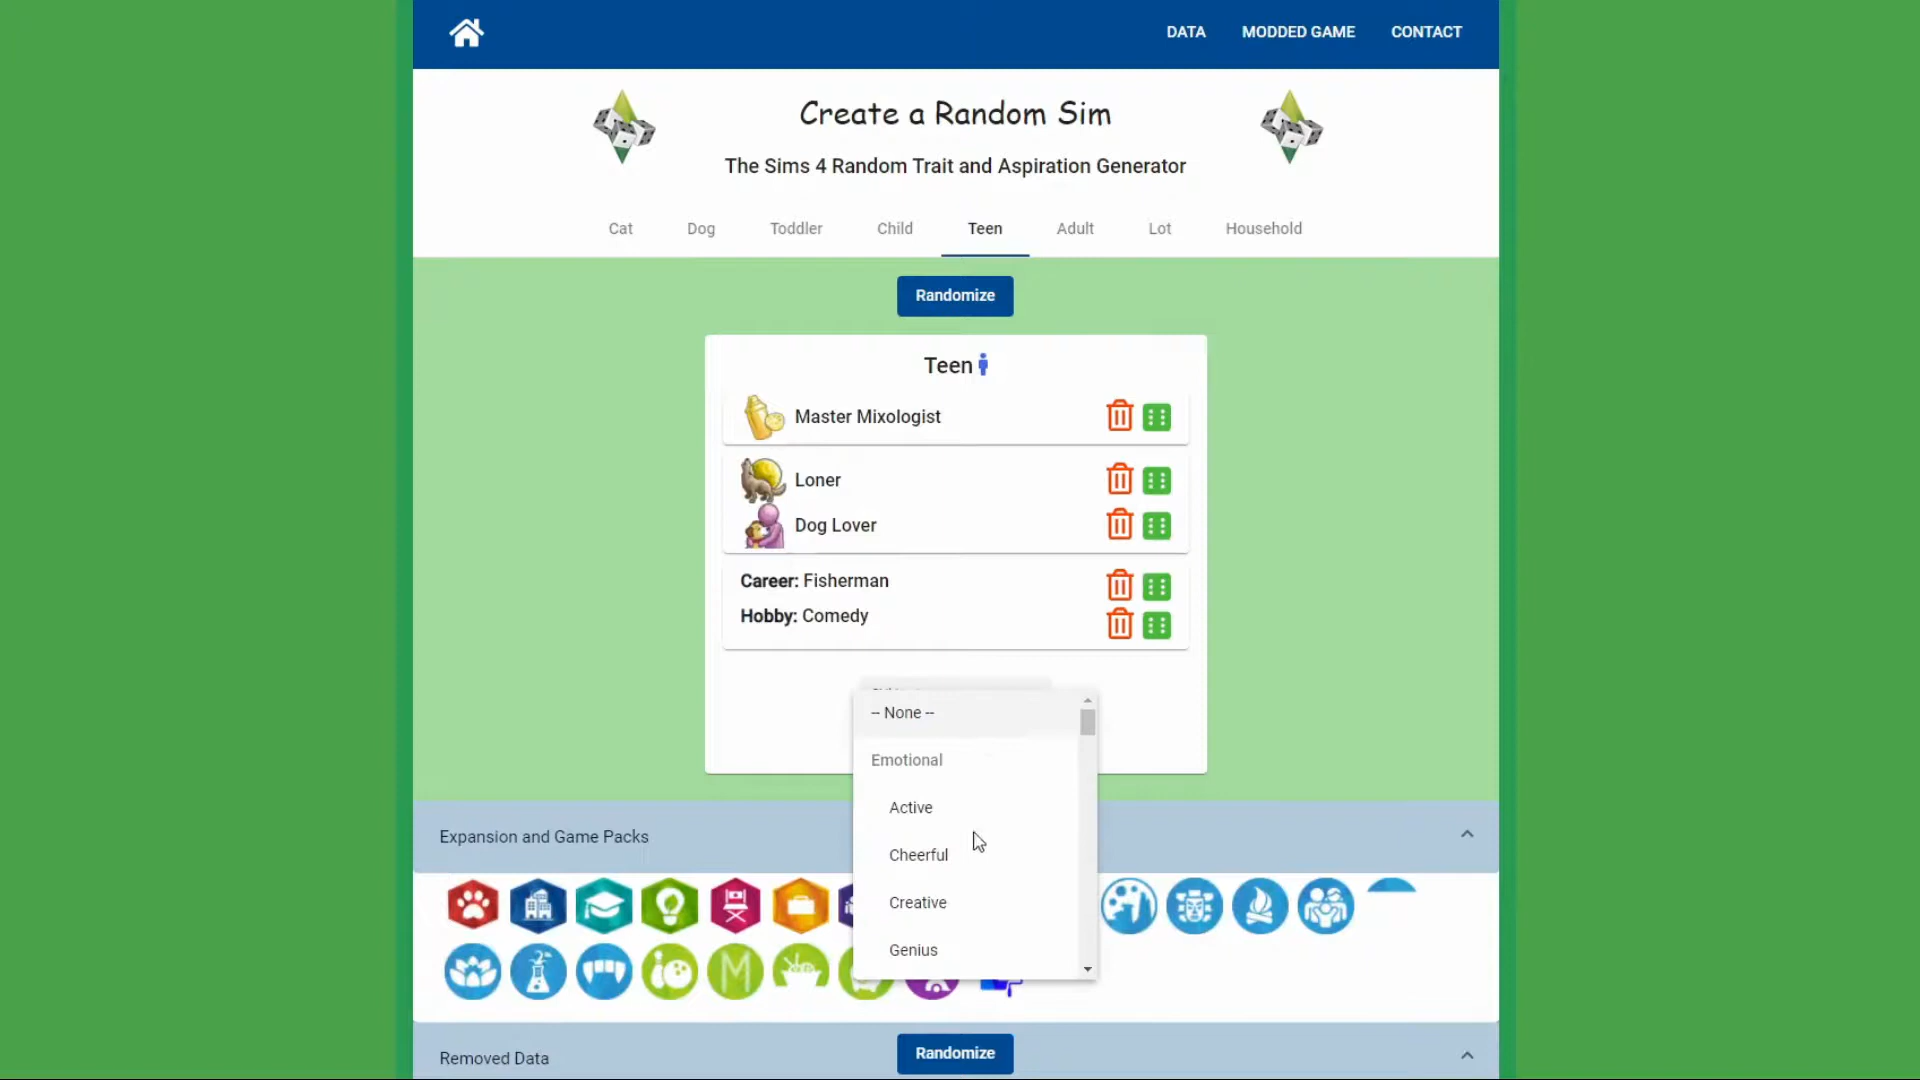 DATA MODDED GAME CONTACT
Create a Random Sim
The Sims 4 Random Trait and Aspiration Generator
Cat Dog Toddler Child Teen Adult Lot Household
Randomize
Teen
Master Mixologist
Loner
Dog Lover
Career: Fisherman
Hobby: Comedy
-- None --
Emotional
Active
Cheerful
Creative
Genius
Expansion and Game Packs
M
Removed Data
Randomize